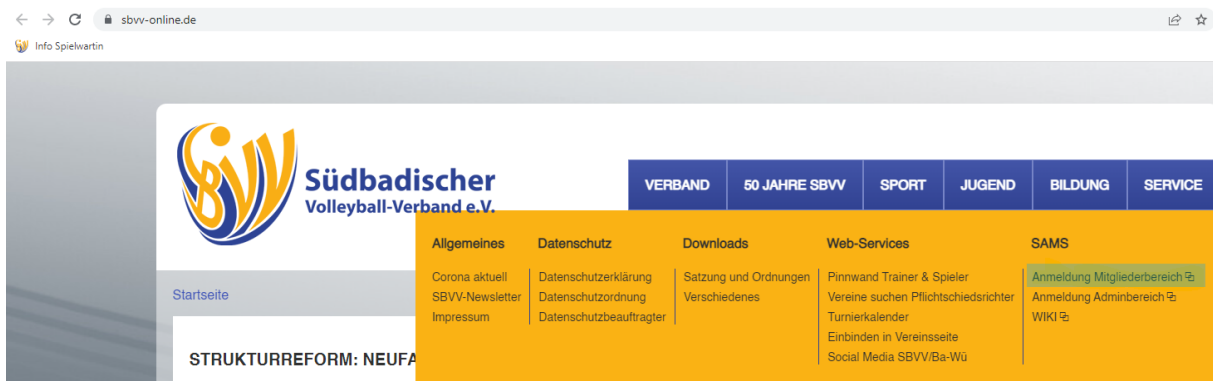 sbvv-online.de
Info Spielwartin
SBVV
Südbadischer
Volleyball-Verband e.V.
VERBAND 50 JAHRE SBVV SPORT JUGEND BILDUNG SERVICE
Allgemeines
Corona aktuell
SBVV-Newsletter
Impressum
Datenschutz
Datenschutzerklärung
Datenschutzordnung
Datenschutzbeauftragter
Downloads
Satzung und Ordnungen
Verschiedenes
Web-Services
Pinnwand Trainer & Spieler
Vereine suchen Pflichtschiedsrichter
Turnierkalender
Einbinden in Vereinsseite
Social Media SBVV/Ba-Wü
SAMS
Anmeldung Mitgliederbereich
Anmeldung Adminbereich
WIKI
Startseite
STRUKTURREFORM: NEUFA